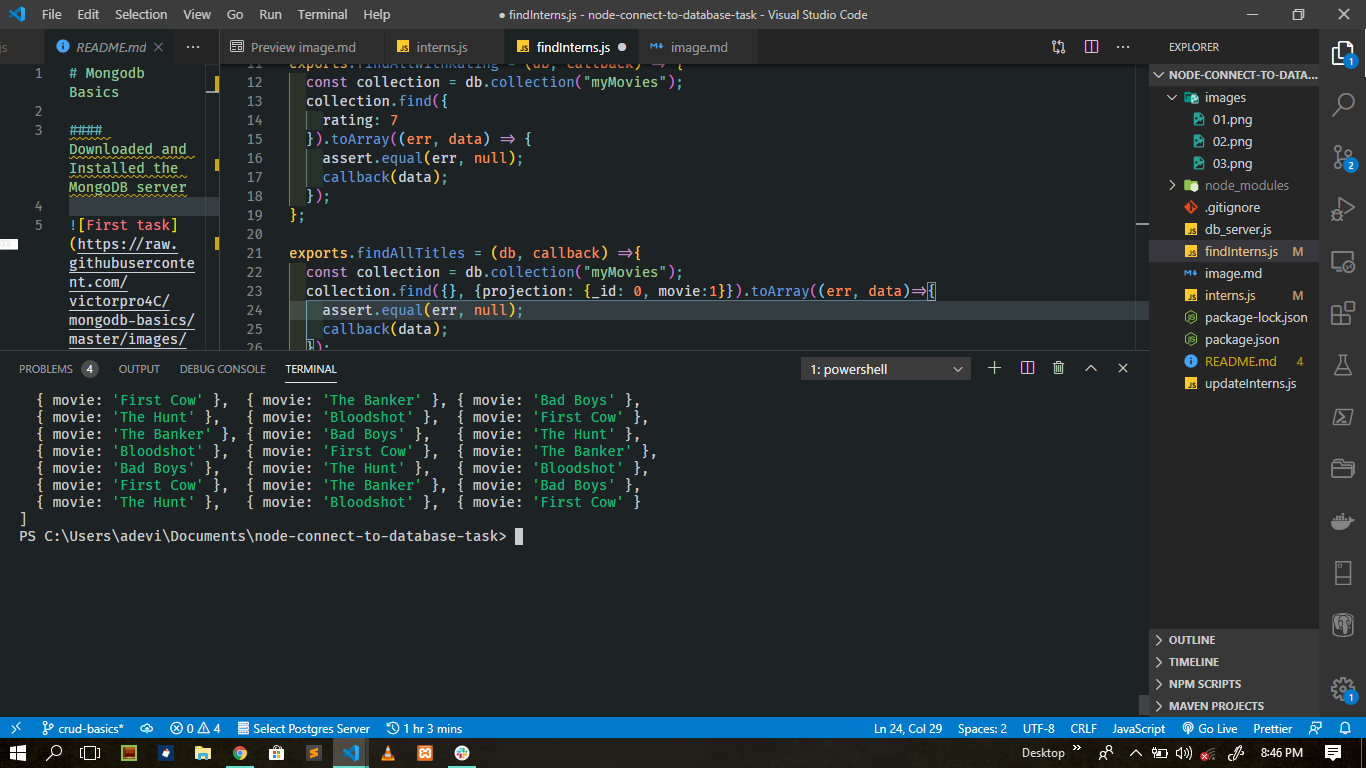 File Edit Selection View Go Run Terminal Help
● findInterns.js - node-connect-to-database-task - Visual Studio Code
js
README.md
Preview image.md
interns.js
findInterns.js
image.md
1 # Mongodb
Basics
2
3 ####
Downloaded and
Installed the
MongoDB server
4
5 ![First task]
(https://raw.
githubuserconte
nt.com/
victorpro4C/
mongodb-basics/
master/images/
11 exports.findAllWithRating = (db, callback) => {
12 const collection = db.collection("myMovies");
13 collection.find({
14 rating: 7
15 }).toArray((err, data) => {
16 assert.equal(err, null);
17 callback(data);
18 });
19 };
20
21 exports.findAllTitles = (db, callback) =>{
22 const collection = db.collection("myMovies");
23 collection.find({}, {projection: {_id: 0, movie:1}}).toArray((err, data)=>{
24 assert.equal(err, null);
25 callback(data);
26 });
PROBLEMS 4 OUTPUT DEBUG CONSOLE TERMINAL
1: powershell
{ movie: 'First Cow' }, { movie: 'The Banker' }, { movie: 'Bad Boys' },
{ movie: 'The Hunt' }, { movie: 'Bloodshot' }, { movie: 'First Cow' },
{ movie: 'The Banker' }, { movie: 'Bad Boys' }, { movie: 'The Hunt' },
{ movie: 'Bloodshot' }, { movie: 'First Cow' }, { movie: 'The Banker' },
{ movie: 'Bad Boys' }, { movie: 'The Hunt' }, { movie: 'Bloodshot' },
{ movie: 'First Cow' }, { movie: 'The Banker' }, { movie: 'Bad Boys' },
{ movie: 'The Hunt' }, { movie: 'Bloodshot' }, { movie: 'First Cow' }
]
PS C:\Users\adevi\Documents\node-connect-to-database-task>
EXPLORER
NODE-CONNECT-TO-DATA...
images
01.png
02.png
03.png
node_modules
.gitignore
db_server.js
findInterns.js M
image.md
interns.js M
package-lock.json
package.json
README.md 4
updateInterns.js
OUTLINE
TIMELINE
NPM SCRIPTS
MAVEN PROJECTS
1
2
1
crud-basics* 0 4 Select Postgres Server 1 hr 3 mins
Ln 24, Col 29 Spaces: 2 UTF-8 CRLF JavaScript Go Live Prettier
Desktop 8:46 PM